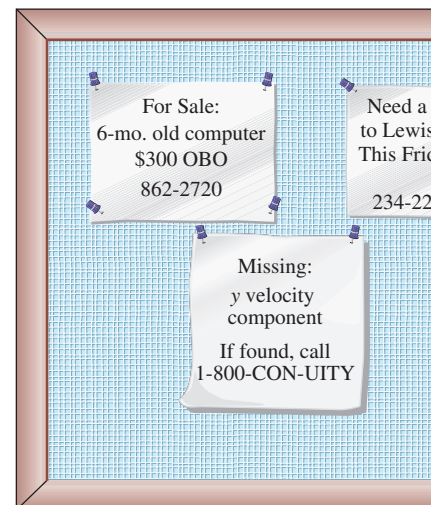 For Sale:
6-mo. old computer
$300 OBO
862-2720
Need a
to Lewis
This Frid
234-22
Missing:
y velocity
component
If found, call
1-800-CON-UITY